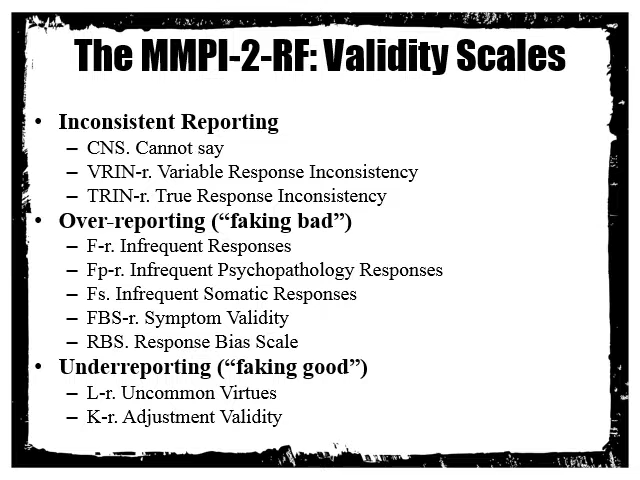 The MMPI-2-RF: Validity Scales
• Inconsistent Reporting
– CNS. Cannot say
– VRIN-r. Variable Response Inconsistency
– TRIN-r. True Response Inconsistency
• Over-reporting (“faking bad”)
– F-r. Infrequent Responses
– Fp-r. Infrequent Psychopathology Responses
– Fs. Infrequent Somatic Responses
– FBS-r. Symptom Validity
– RBS. Response Bias Scale
• Underreporting (“faking good”)
– L-r. Uncommon Virtues
– K-r. Adjustment Validity